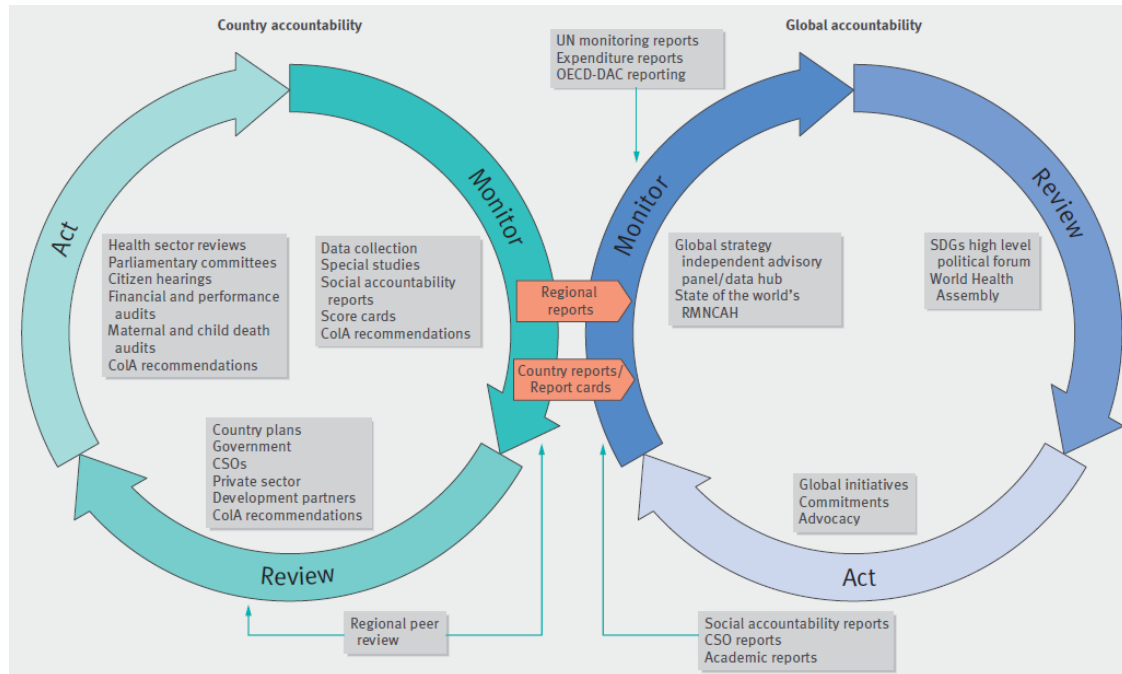 Country accountability
Global accountability
UN monitoring reports
Expenditure reports
OECD-DAC reporting
Act
Monitor
Health sector reviews
Parliamentary committees
Citizen hearings
Financial and performance
audits
Maternal and child death
audits
CoIA recommendations
Data collection
Special studies
Social accountability
reports
Score cards
CoIA recommendations
Country plans
Government
CSOs
Private sector
Development partners
CoIA recommendations
Review
Regional peer
review
Regional
reports
Country reports/
Report cards
Monitor
Review
Global strategy
independent advisory
panel/data hub
State of the world's
RMNCAH
SDGs high level
political forum
World Health
Assembly
Global initiatives
Commitments
Advocacy
Act
Social accountability reports
CSO reports
Academic reports